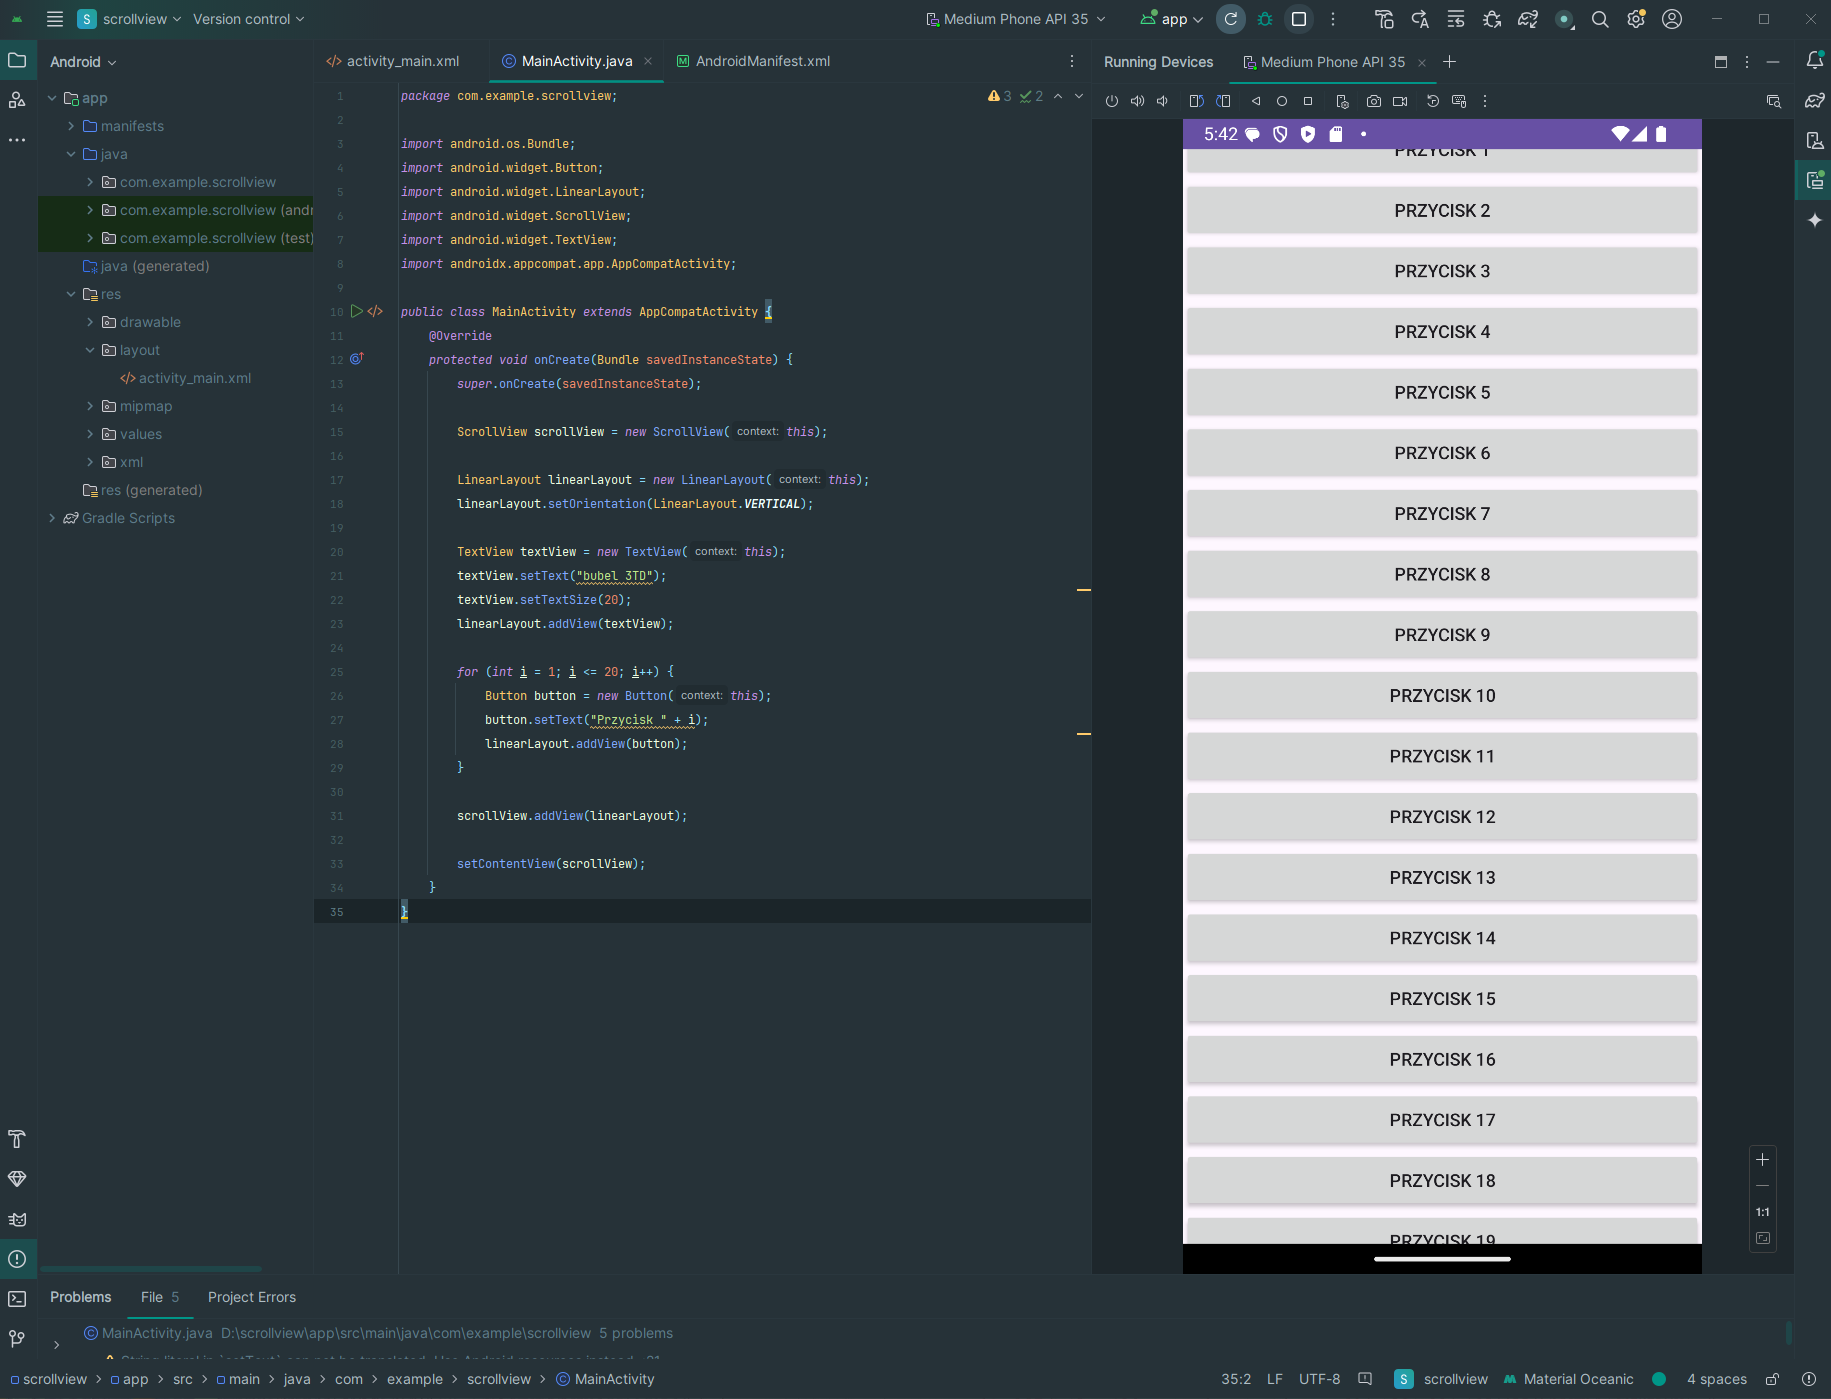 S scrollview Version control
Medium Phone API 35 app
Android
app
manifests
java
com.example.scrollview
com.example.scrollview (andr
com.example.scrollview (test)
java (generated)
res
drawable
layout
activity_main.xml
mipmap
values
xml
res (generated)
Gradle Scripts
activity_main.xml MainActivity.java AndroidManifest.xml
3 2
1 package com.example.scrollview;
2
3 import android.os.Bundle;
4 import android.widget.Button;
5 import android.widget.LinearLayout;
6 import android.widget.ScrollView;
7 import android.widget.TextView;
8 import androidx.appcompat.app.AppCompatActivity;
9
10 public class MainActivity extends AppCompatActivity {
11 @Override
12 protected void onCreate(Bundle savedInstanceState) {
13 super.onCreate(savedInstanceState);
14
15 ScrollView scrollView = new ScrollView( context: this);
16
17 LinearLayout linearLayout = new LinearLayout( context: this);
18 linearLayout.setOrientation(LinearLayout.VERTICAL);
19
20 TextView textView = new TextView( context: this);
21 textView.setText("bubel 3TD");
22 textView.setTextSize(20);
23 linearLayout.addView(textView);
24
25 for (int i = 1; i <= 20; i++) {
26 Button button = new Button( context: this);
27 button.setText("Przycisk " + i);
28 linearLayout.addView(button);
29 }
30
31 scrollView.addView(linearLayout);
32
33 setContentView(scrollView);
34 }
35 }
Running Devices Medium Phone API 35
5:42
PRZYCISK 1
PRZYCISK 2
PRZYCISK 3
PRZYCISK 4
PRZYCISK 5
PRZYCISK 6
PRZYCISK 7
PRZYCISK 8
PRZYCISK 9
PRZYCISK 10
PRZYCISK 11
PRZYCISK 12
PRZYCISK 13
PRZYCISK 14
PRZYCISK 15
PRZYCISK 16
PRZYCISK 17
PRZYCISK 18
PRZYCISK 19
1:1
Problems File 5 Project Errors
MainActivity.java D:\scrollview\app\src\main\java\com\example\scrollview 5 problems
String literal in `setText` can not be translated. Use Android resources instead. :21
scrollview > app > src > main > java > com > example > scrollview > MainActivity
35:2 LF UTF-8 S scrollview Material Oceanic 4 spaces